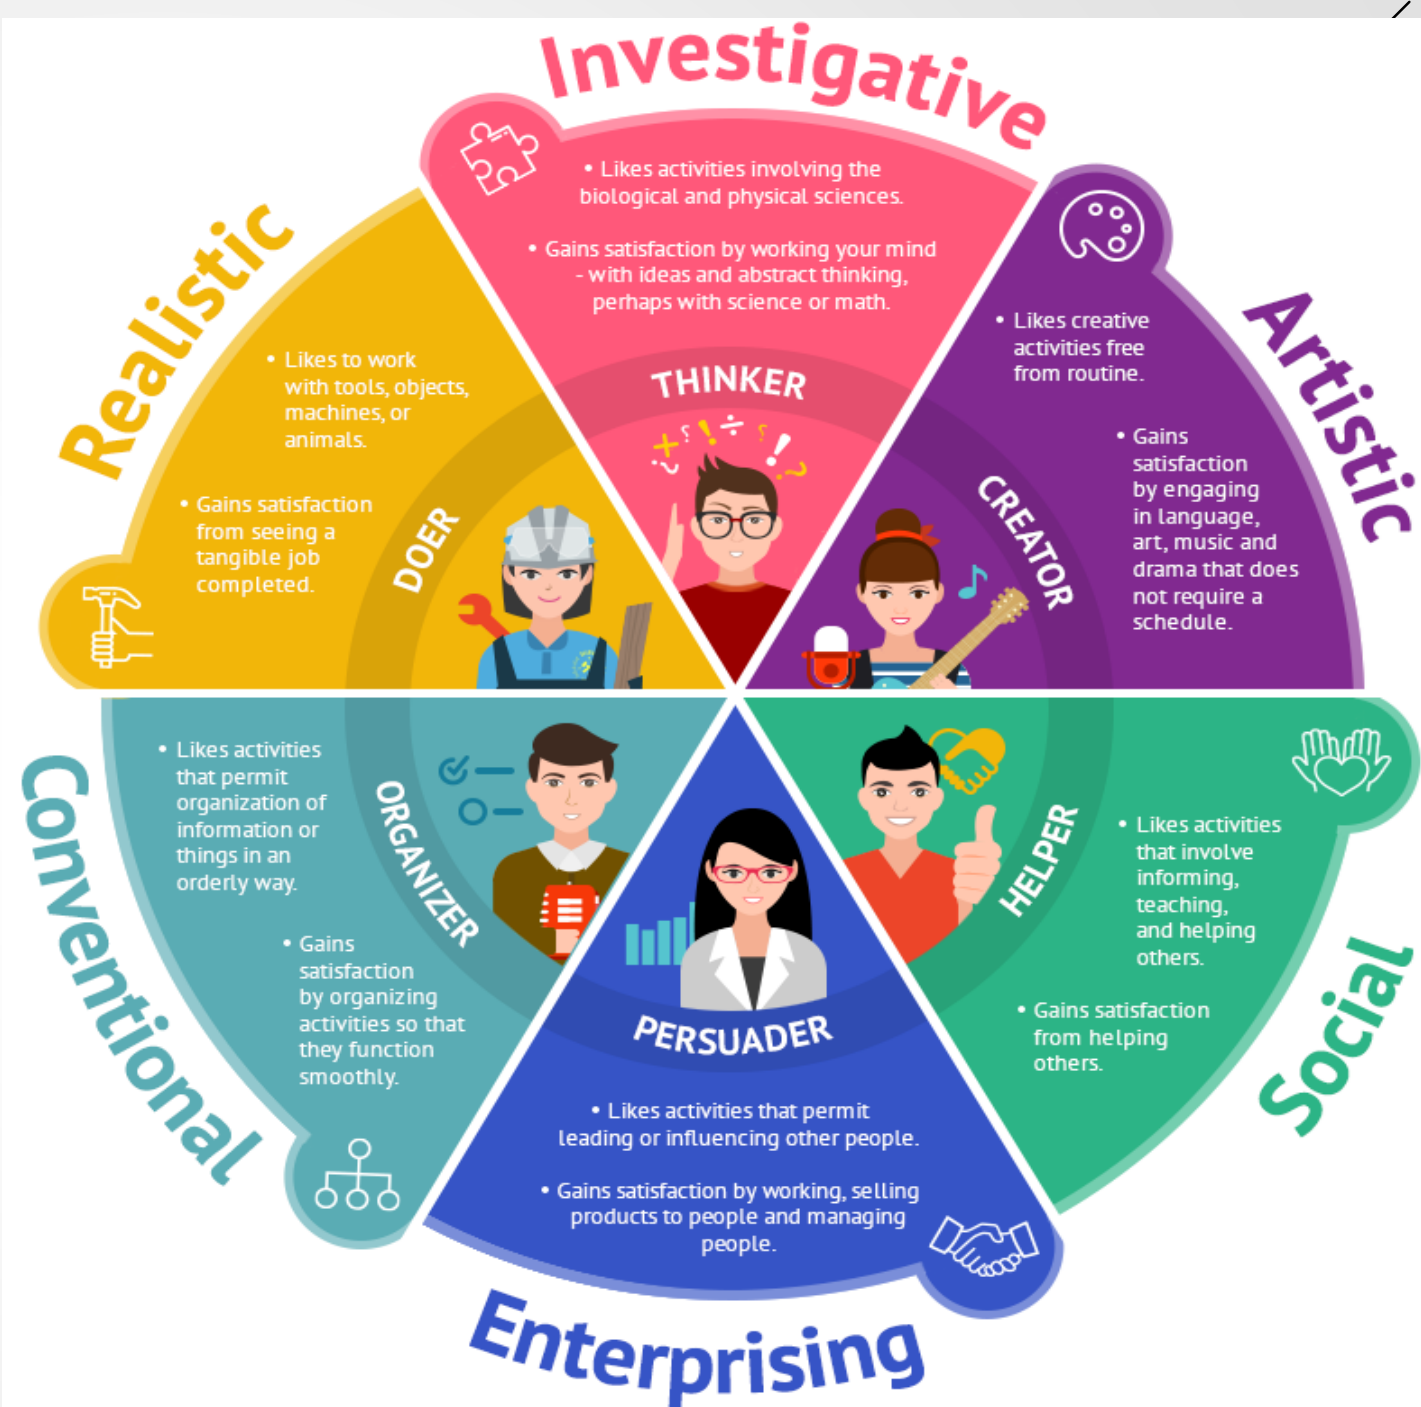 Investigative
• Likes activities involving the
biological and physical sciences.
• Gains satisfaction by working your mind
- with ideas and abstract thinking,
perhaps with science or math.
THINKER
Artistic
• Likes creative
activities free
from routine.
• Gains
satisfaction
by engaging
in language,
art, music and
drama that does
not require a
schedule.
CREATOR
Social
• Likes activities
that involve
informing,
teaching,
and helping
others.
• Gains satisfaction
from helping
others.
HELPER
Enterprising
PERSUADER
• Likes activities that permit
leading or influencing other people.
• Gains satisfaction by working, selling
products to people and managing
people.
Conventional
• Likes activities
that permit
organization of
information or
things in an
orderly way.
• Gains
satisfaction
by organizing
activities so that
they function
smoothly.
ORGANIZER
Realistic
• Likes to work
with tools, objects,
machines, or
animals.
• Gains satisfaction
from seeing a
tangible job
completed.
DOER